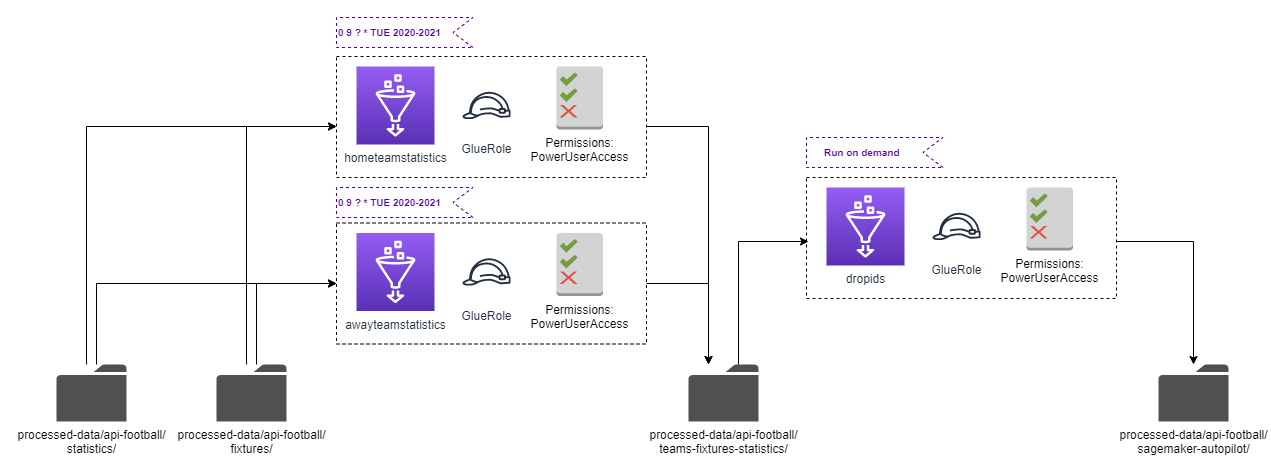 0 9 ? * TUE 2020-2021
hometeamstatistics
GlueRole
Permissions:
PowerUserAccess
0 9 ? * TUE 2020-2021
awayteamstatistics
GlueRole
Permissions:
PowerUserAccess
Run on demand
dropids
GlueRole
Permissions:
PowerUserAccess
processed-data/api-football/
statistics/
processed-data/api-football/
fixtures/
processed-data/api-football/
teams-fixtures-statistics/
processed-data/api-football/
sagemaker-autopilot/